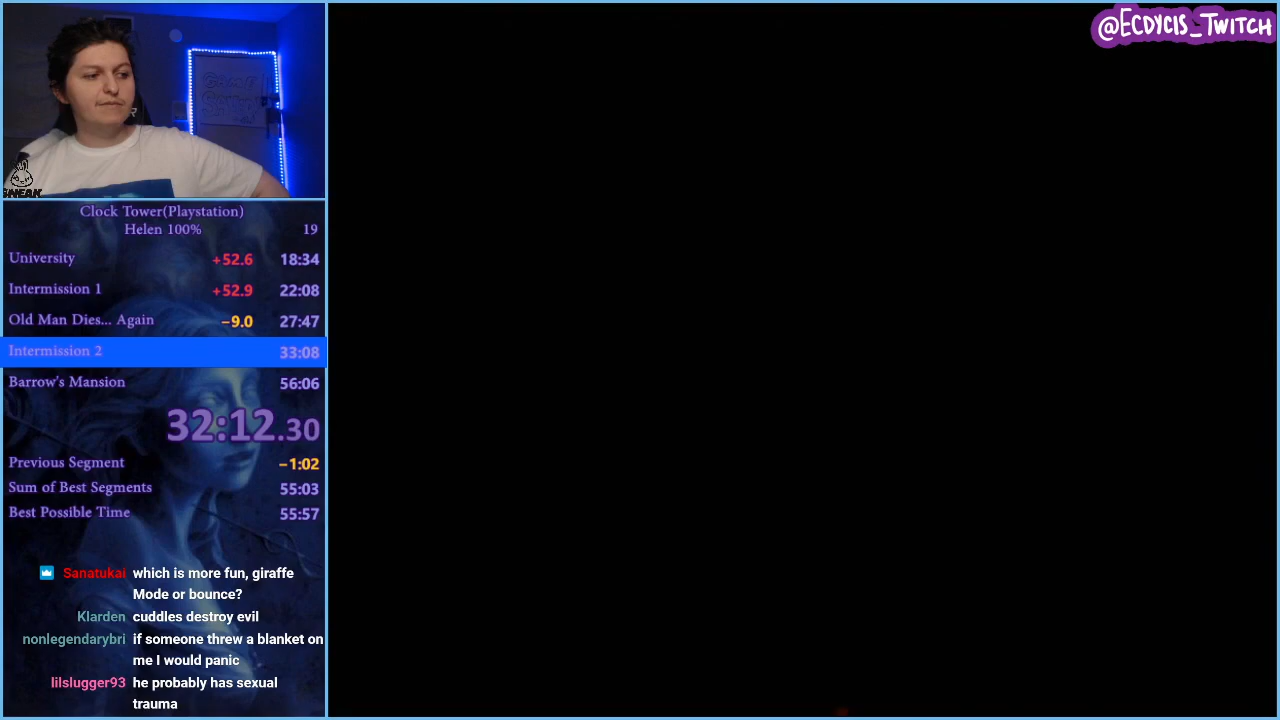 @ECDYCIS_TWITCH
SNEAK
Clock Tower(Playstation)
Helen 100% 19
University +52.6 18:34
Intermission 1 +52.9 22:08
Old Man Dies... Again −9.0 27:47
Intermission 2 33:08
Barrow's Mansion 56:06
32:12.30
Previous Segment −1:02
Sum of Best Segments 55:03
Best Possible Time 55:57
Sanatukai which is more fun, giraffe
Mode or bounce?
Klarden cuddles destroy evil
nonlegendarybri if someone threw a blanket on
me I would panic
lilslugger93 he probably has sexual
trauma